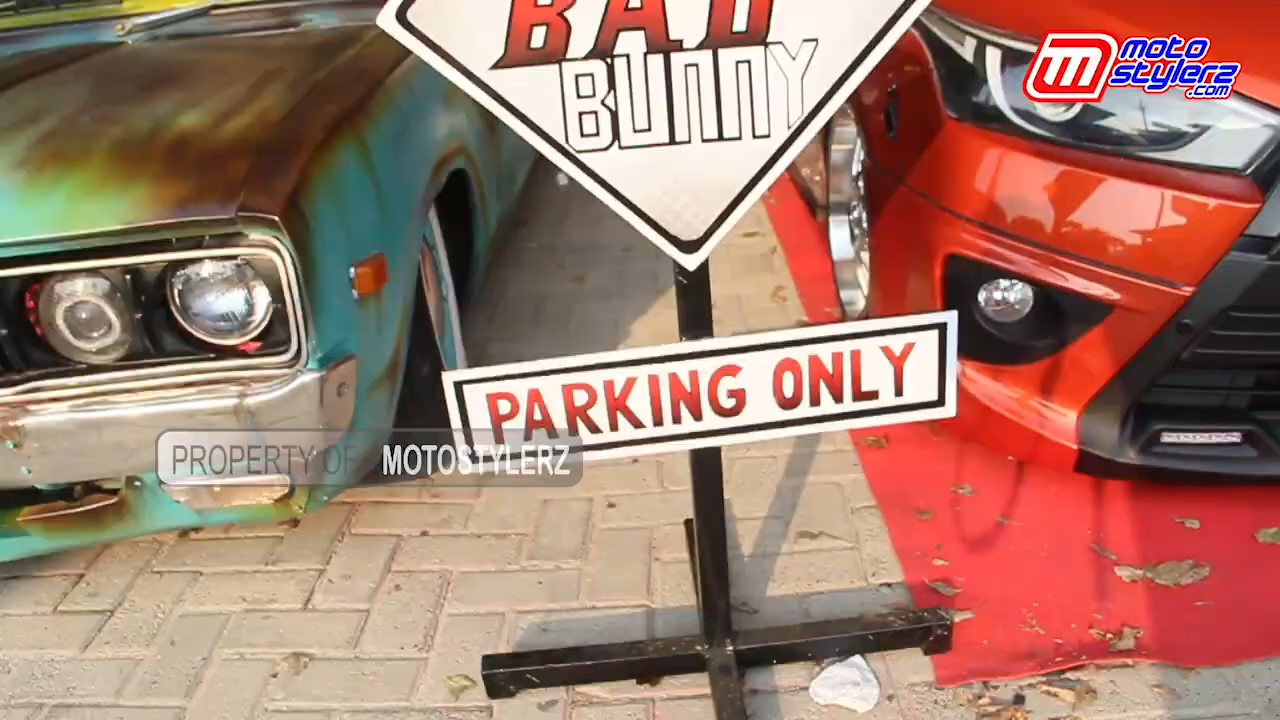 BAD
BUNNY
moto
stylerz
.com
PARKING ONLY
PROPERTY OF MOTOSTYLERZ